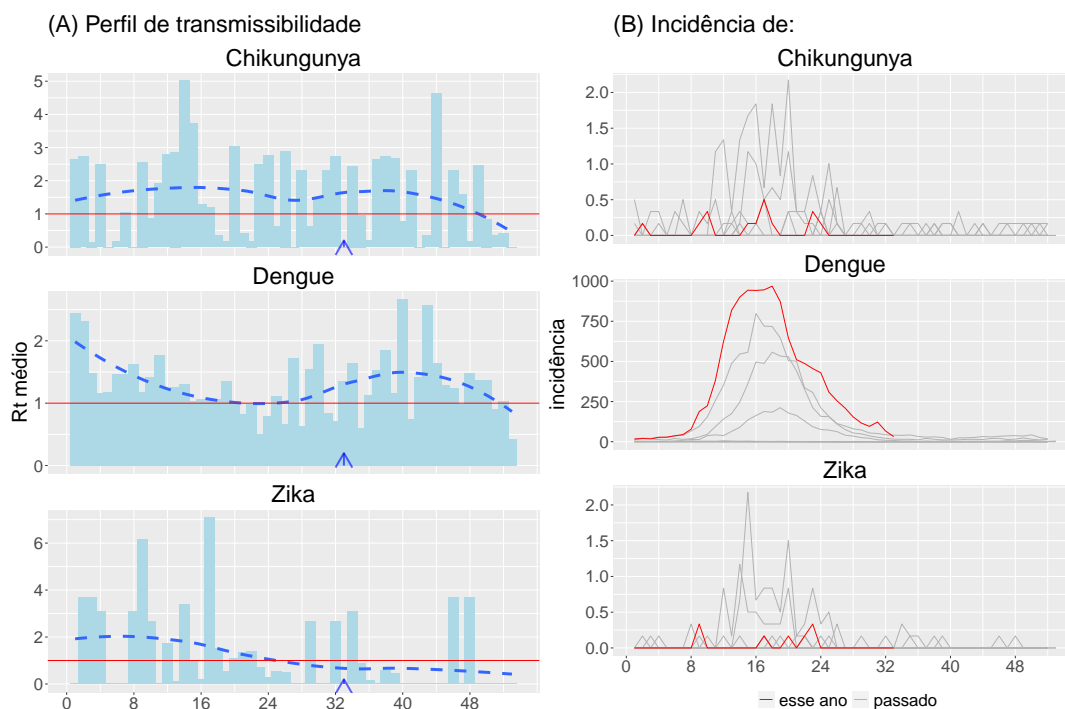 (A) Perfil de transmissibilidade
Chikungunya
5
4
3
2
1
0
Dengue
2
1
0
Rt médio
Zika
6
4
2
0
0 8 16 24 32 40 48
(B) Incidência de:
Chikungunya
2.0
1.5
1.0
0.5
0.0
Dengue
1000
750
500
250
0
incidência
Zika
2.0
1.5
1.0
0.5
0.0
0 8 16 24 32 40 48
esse ano passado